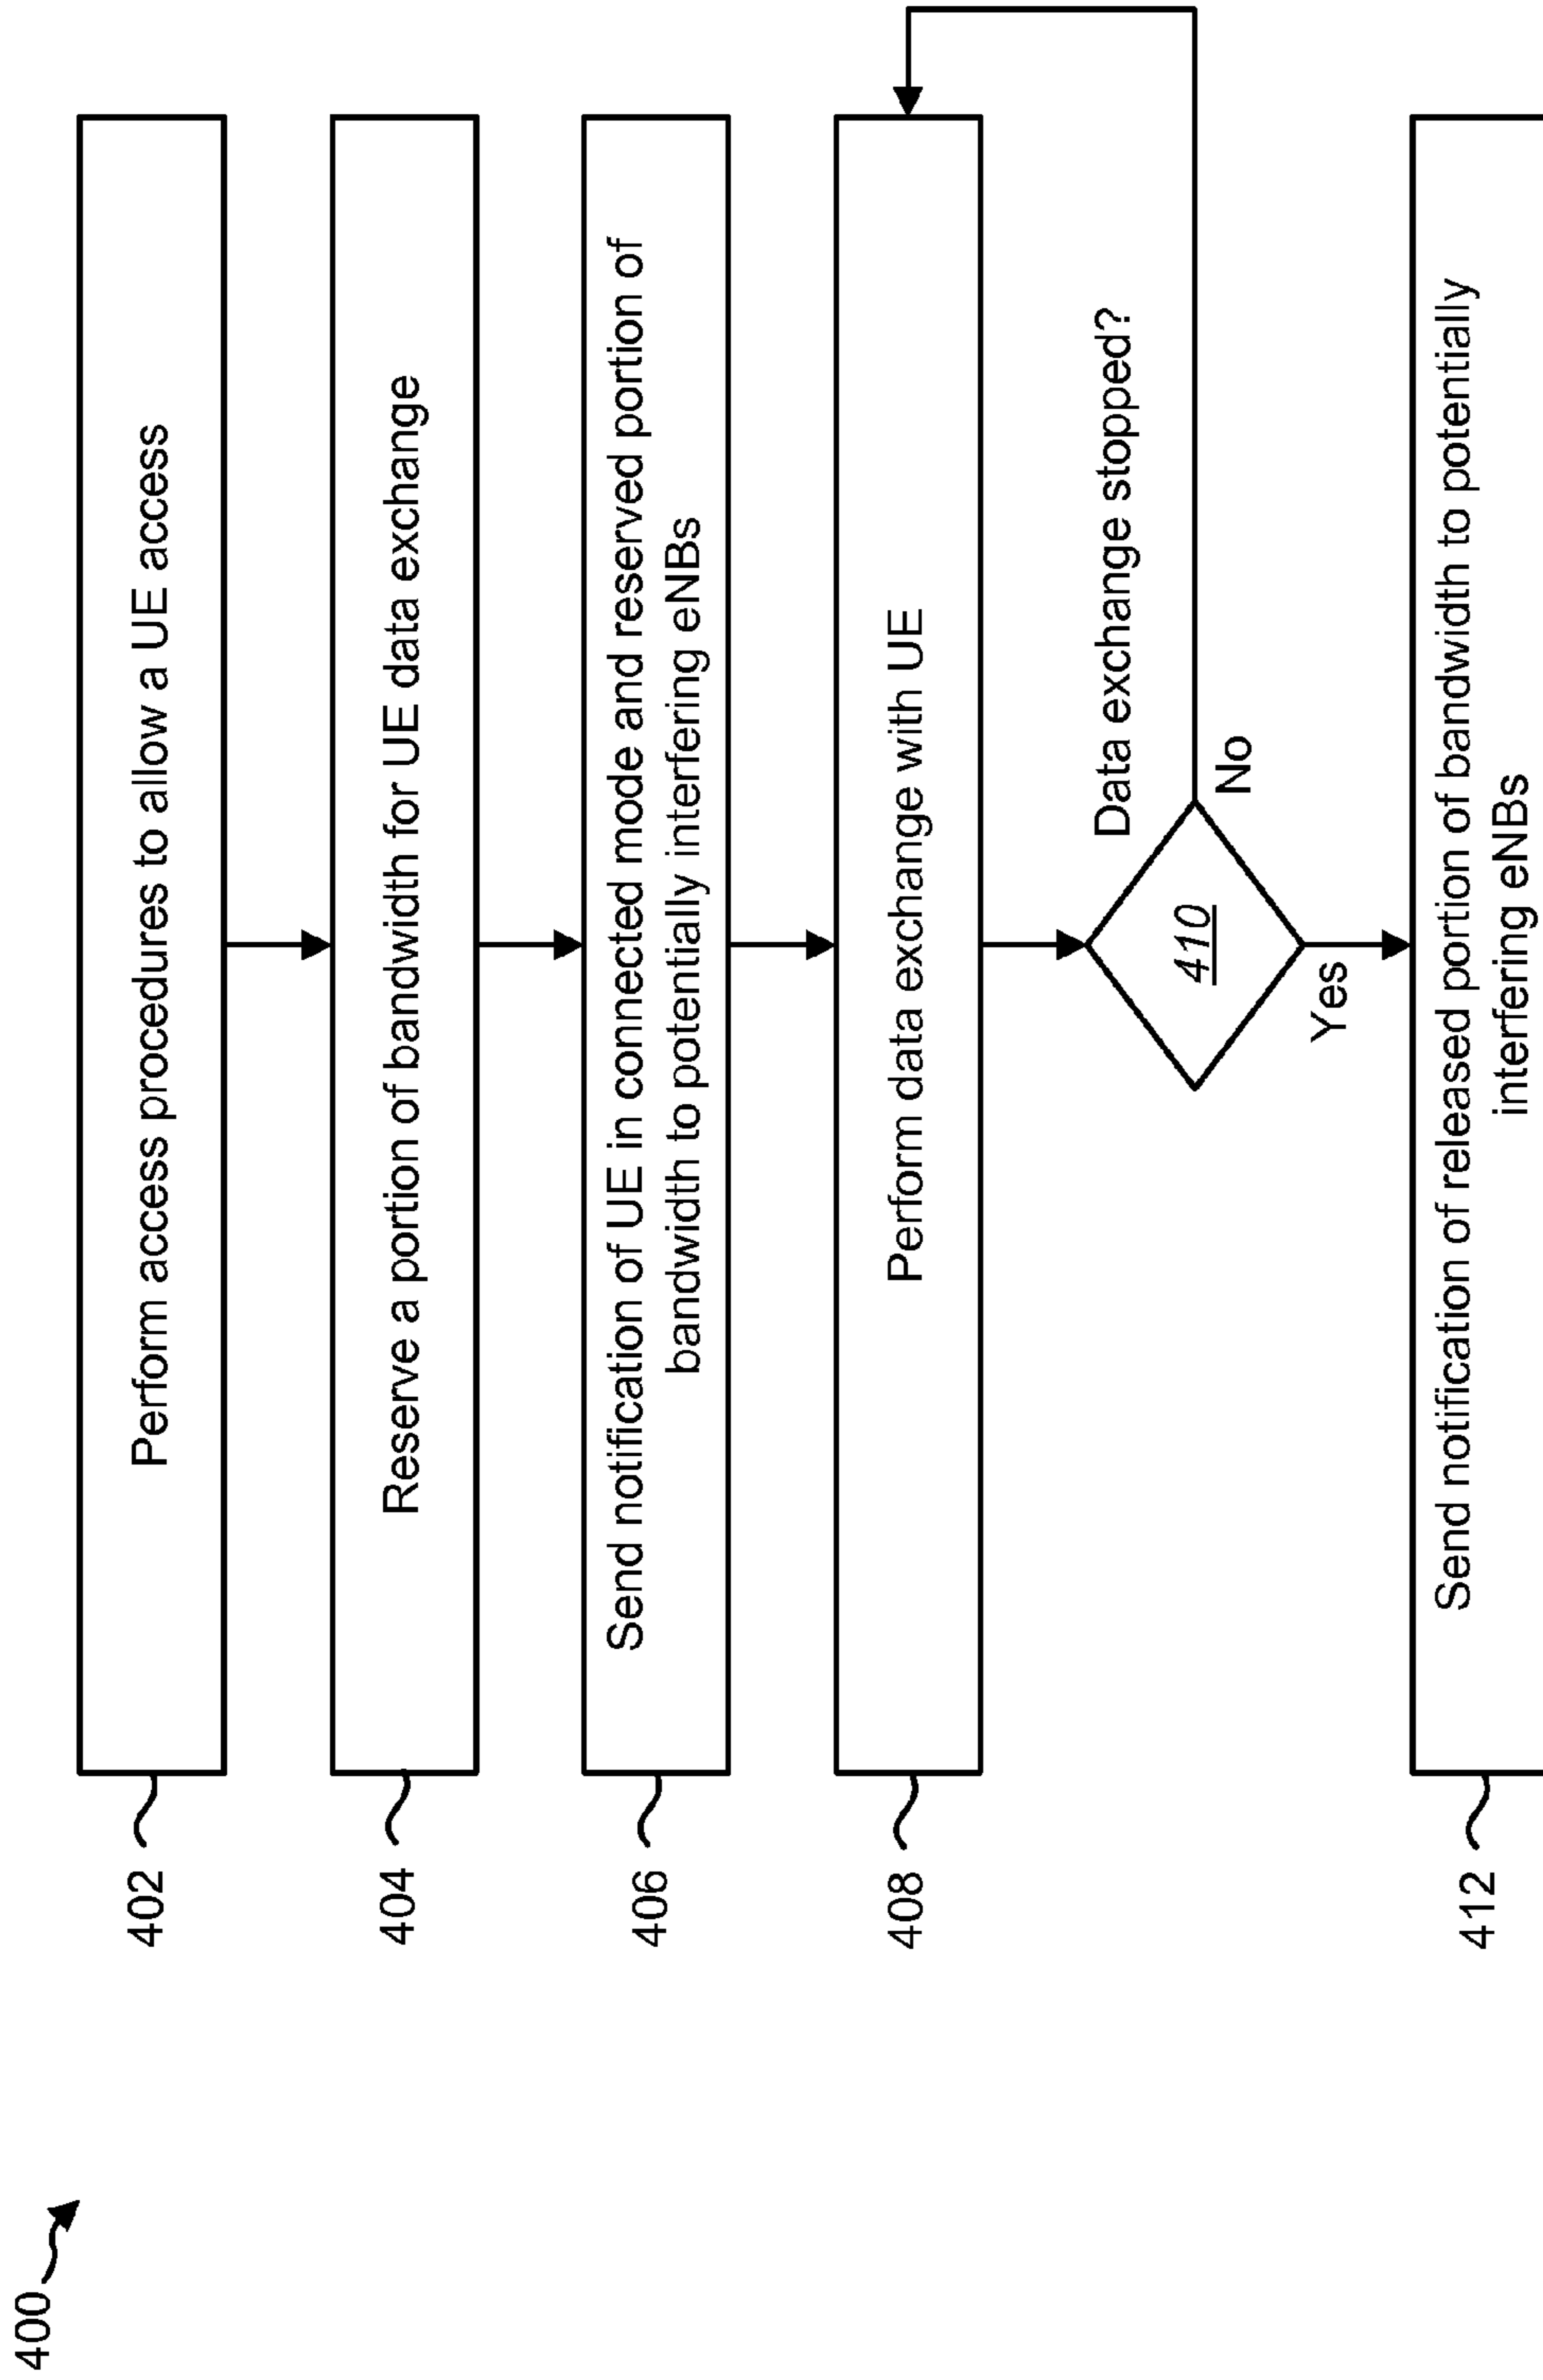 400
402
Perform access procedures to allow a UE access
404
Reserve a portion of bandwidth for UE data exchange
406
Send notification of UE in connected mode and reserved portion of
bandwidth to potentially interfering eNBs
408
Perform data exchange with UE
Data exchange stopped?
410
No
Yes
412
Send notification of released portion of bandwidth to potentially
interfering eNBs